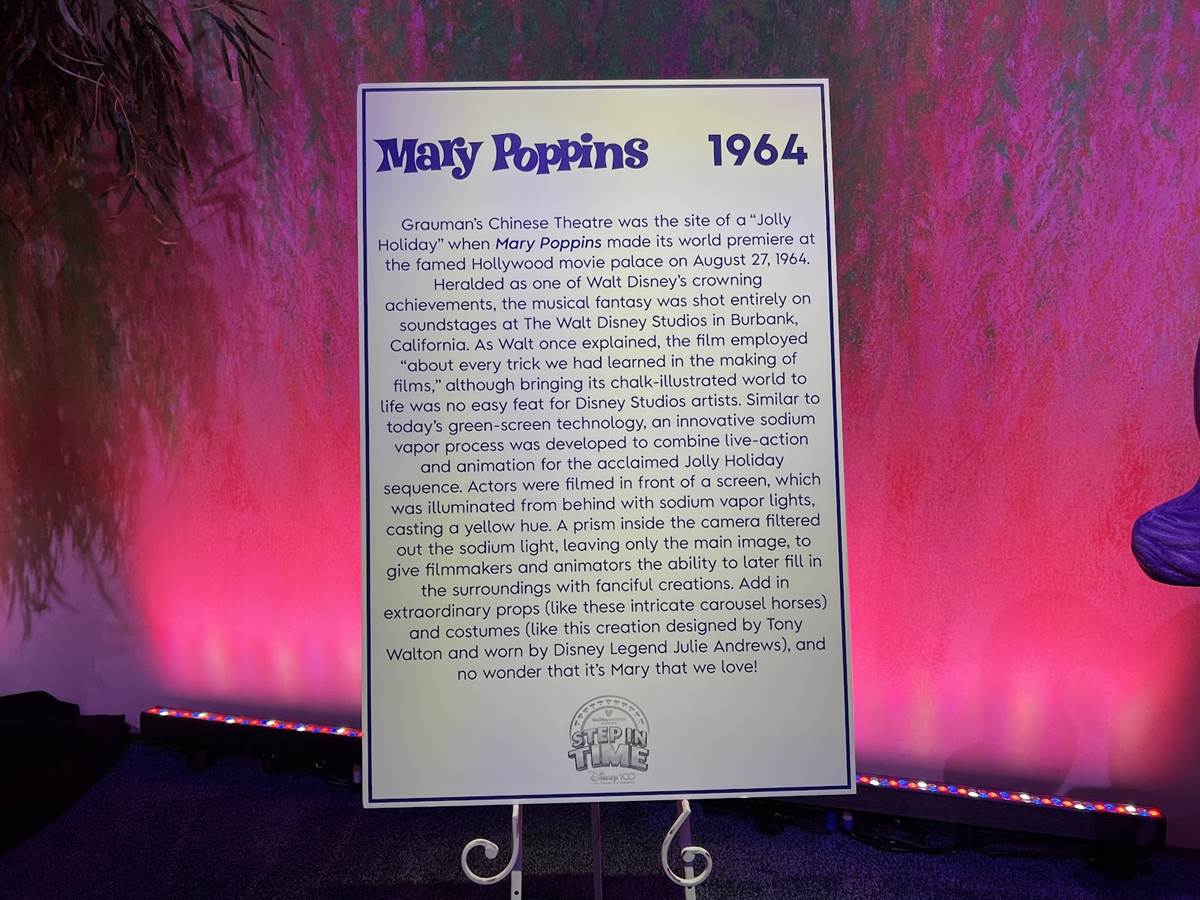 Mary Poppins 1964
Grauman's Chinese Theatre was the site of a “Jolly
Holiday” when Mary Poppins made its world premiere at
the famed Hollywood movie palace on August 27, 1964.
Heralded as one of Walt Disney's crowning
achievements, the musical fantasy was shot entirely on
soundstages at The Walt Disney Studios in Burbank,
California. As Walt once explained, the film employed
“about every trick we had learned in the making of
films,” although bringing its chalk-illustrated world to
life was no easy feat for Disney Studios artists. Similar to
today's green-screen technology, an innovative sodium
vapor process was developed to combine live-action
and animation for the acclaimed Jolly Holiday
sequence. Actors were filmed in front of a screen, which
was illuminated from behind with sodium vapor lights,
casting a yellow hue. A prism inside the camera filtered
out the sodium light, leaving only the main image, to
give filmmakers and animators the ability to later fill in
the surroundings with fanciful creations. Add in
extraordinary props (like these intricate carousel horses)
and costumes (like this creation designed by Tony
Walton and worn by Disney Legend Julie Andrews), and
no wonder that it's Mary that we love!
STEP IN
TIME
Disney 100